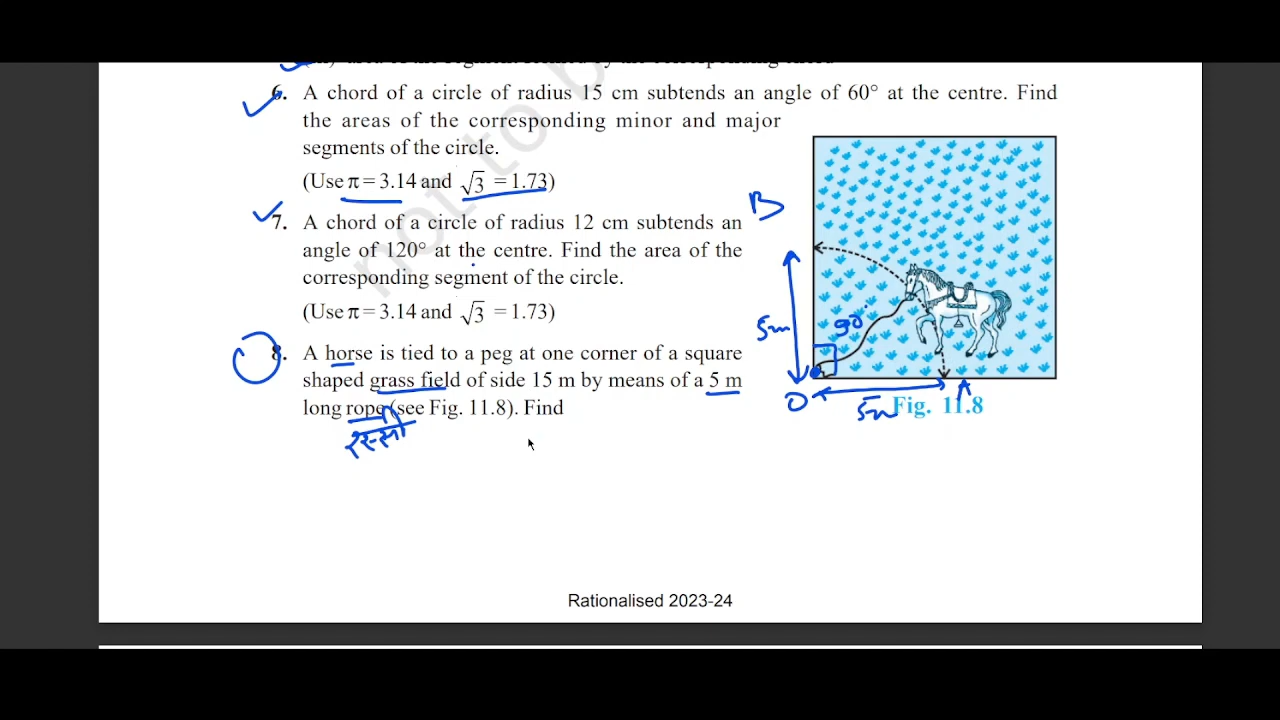 6. A chord of a circle of radius 15 cm subtends an angle of 60° at the centre. Find
the areas of the corresponding minor and major
segments of the circle.
(Use π = 3.14 and √3 = 1.73)
7. A chord of a circle of radius 12 cm subtends an
angle of 120° at the centre. Find the area of the
corresponding segment of the circle.
(Use π = 3.14 and √3 = 1.73)
8. A horse is tied to a peg at one corner of a square
shaped grass field of side 15 m by means of a 5 m
long rope (see Fig. 11.8). Find
B
5m
90°
O
5m
A
Fig. 11.8
not to b
Rationalised 2023-24